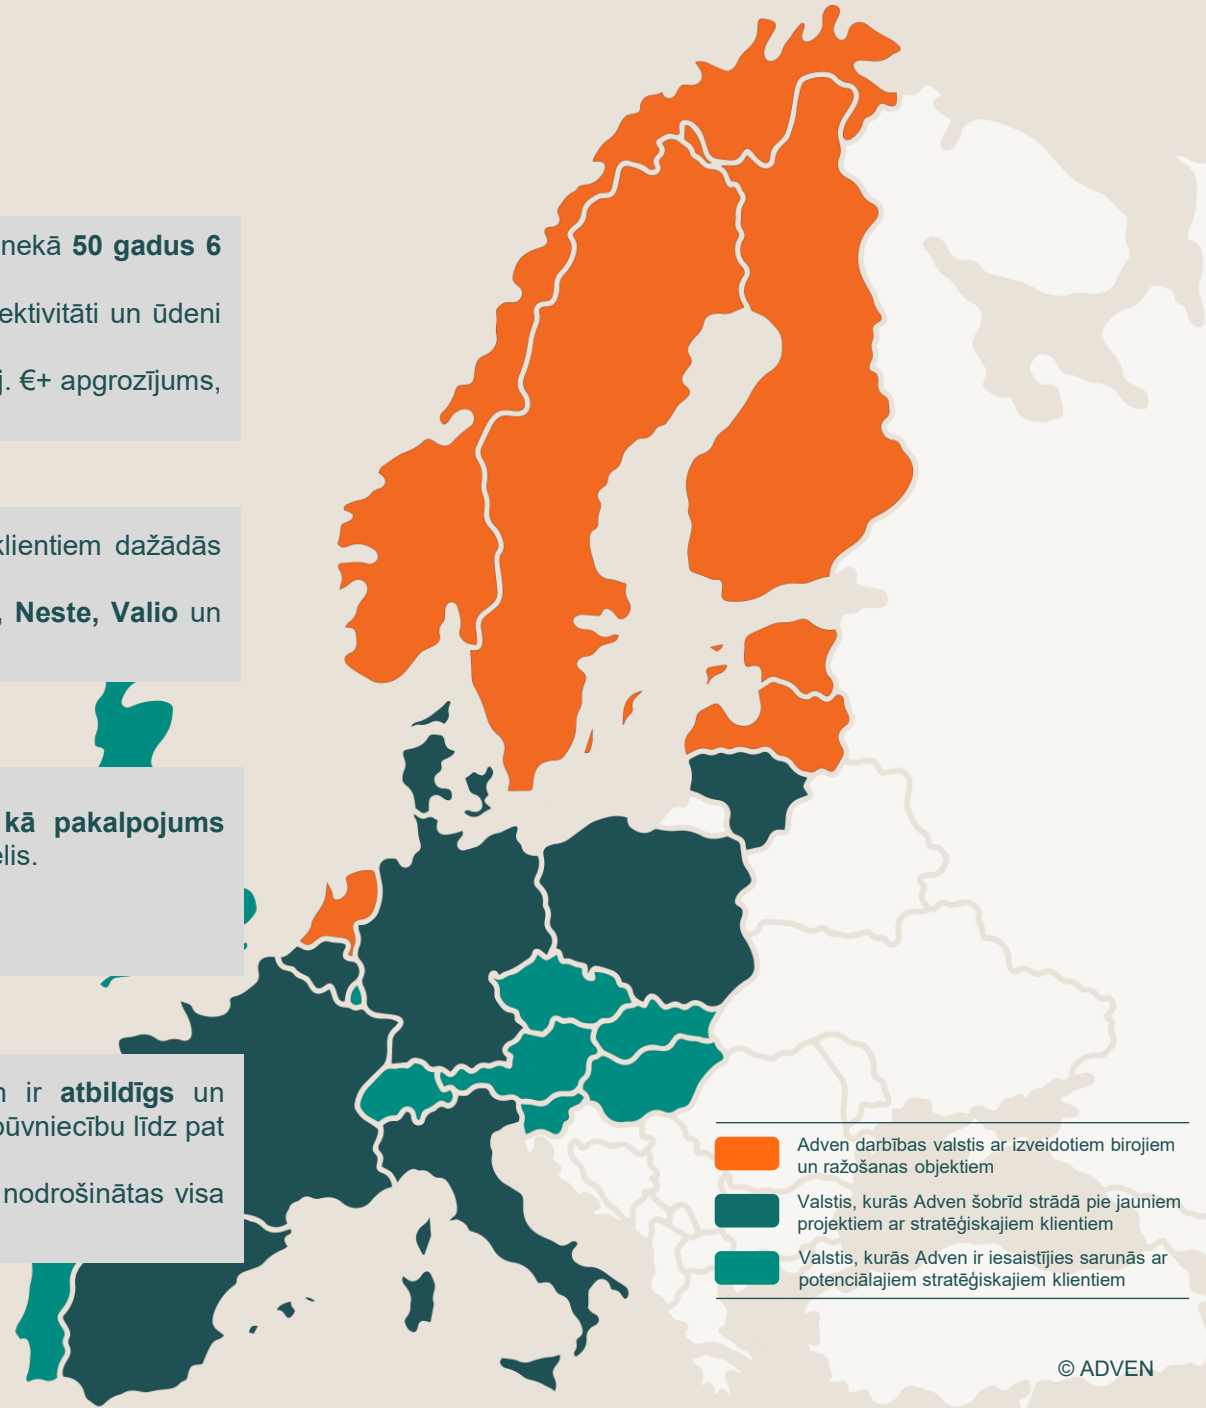 nekā 50 gadus 6
ektivitāti un ūdeni
j. €+ apgrozījums,
klientiem dažādās
, Neste, Valio un
kā pakalpojums
elis.
n ir atbildīgs un
būvniecību līdz pat
nodrošinātas visa
Adven darbības valstis ar izveidotiem birojiem
un ražošanas objektiem
Valstis, kurās Adven šobrīd strādā pie jauniem
projektiem ar stratēģiskajiem klientiem
Valstis, kurās Adven ir iesaistījies sarunās ar
potenciālajiem stratēģiskajiem klientiem
© ADVEN